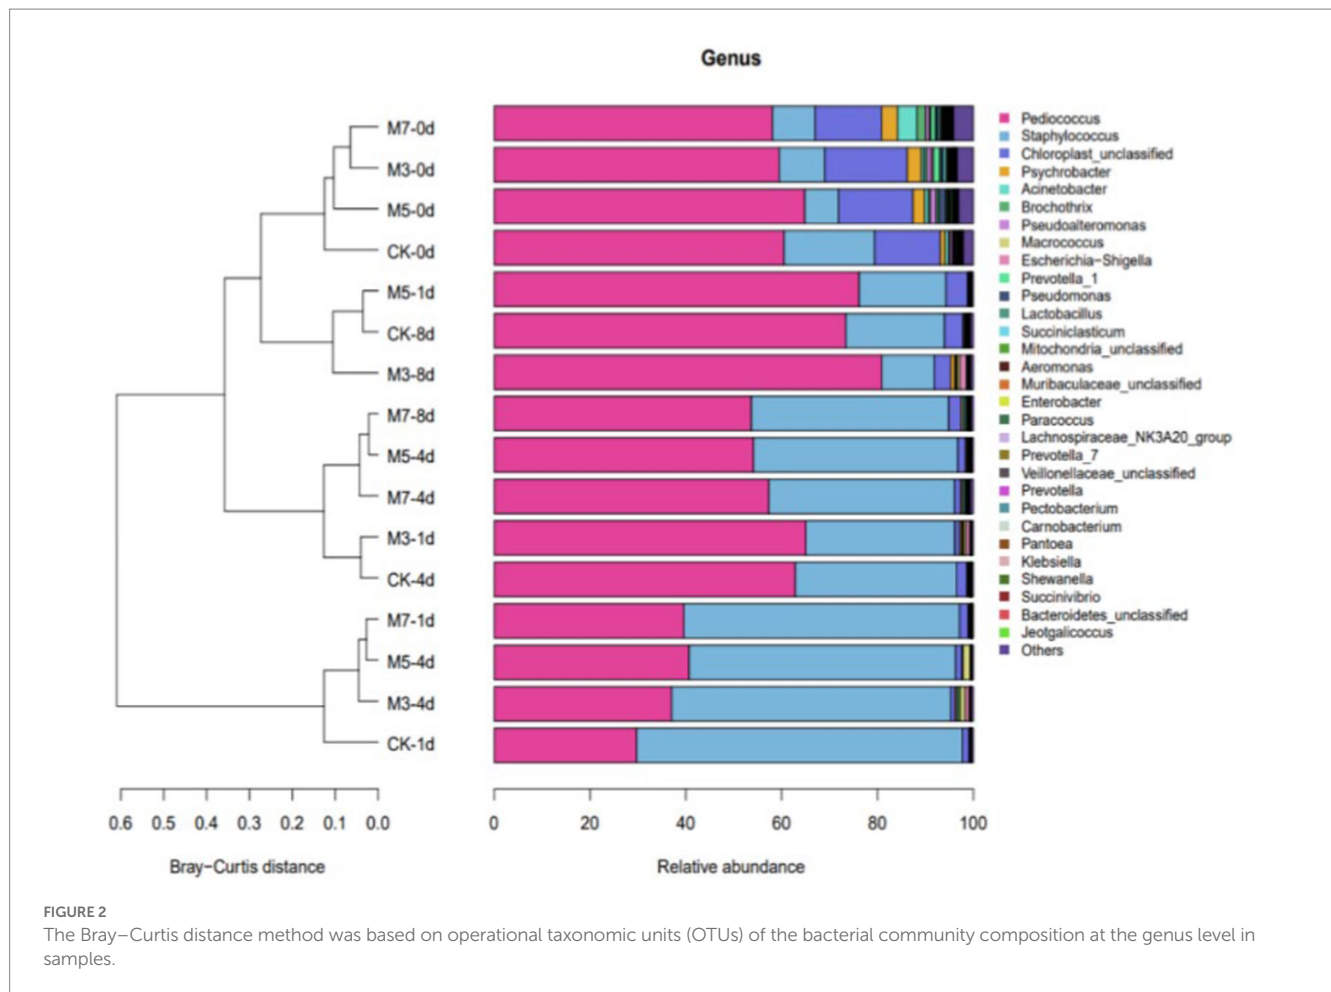 Genus
M7-0d
M3-0d
M5-0d
CK-0d
M5-1d
CK-8d
M3-8d
M7-8d
M5-4d
M7-4d
M3-1d
CK-4d
M7-1d
M5-4d
M3-4d
CK-1d
Pediococcus
Staphylococcus
Chloroplast_unclassified
Psychrobacter
Acinetobacter
Brochothrix
Pseudoalteromonas
Macrococcus
Escherichia−Shigella
Prevotella_1
Pseudomonas
Lactobacillus
Succiniclasticum
Mitochondria_unclassified
Aeromonas
Muribaculaceae_unclassified
Enterobacter
Paracoccus
Lachnospiraceae_NK3A20_group
Prevotella_7
Veillonellaceae_unclassified
Prevotella
Pectobacterium
Carnobacterium
Pantoea
Klebsiella
Shewanella
Succinivibrio
Bacteroidetes_unclassified
Jeotgalicoccus
Others
0.6 0.5 0.4 0.3 0.2 0.1 0.0
0 20 40 60 80 100
Bray−Curtis distance
Relative abundance
FIGURE 2
The Bray–Curtis distance method was based on operational taxonomic units (OTUs) of the bacterial community composition at the genus level in
samples.